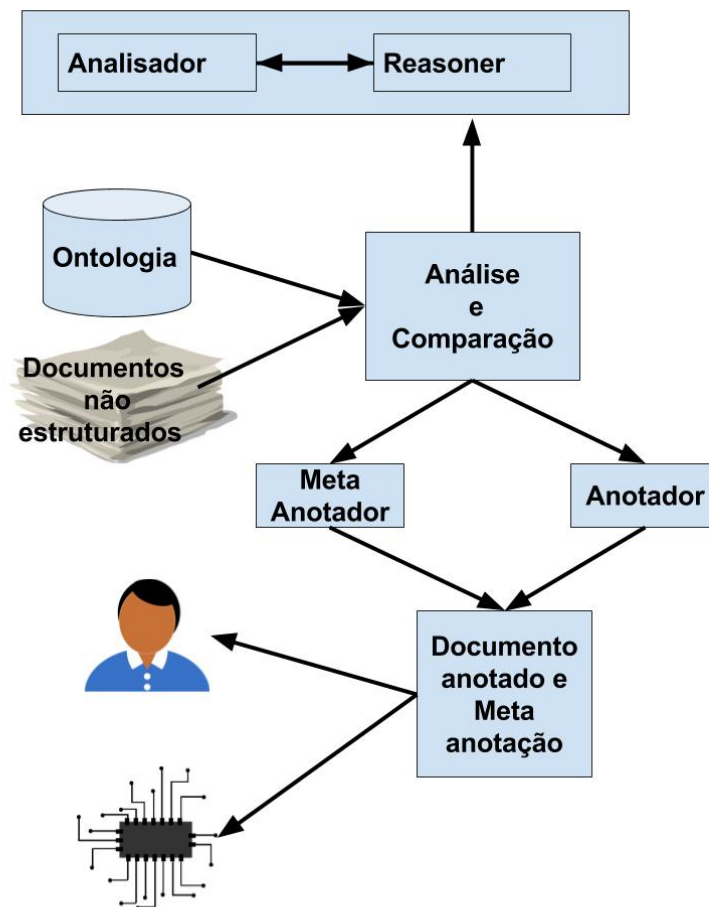 Analisador
Reasoner
Ontologia
Análise
e
Comparação
Documentos
não
estruturados
Meta
Anotador
Anotador
Documento
anotado e
Meta
anotação